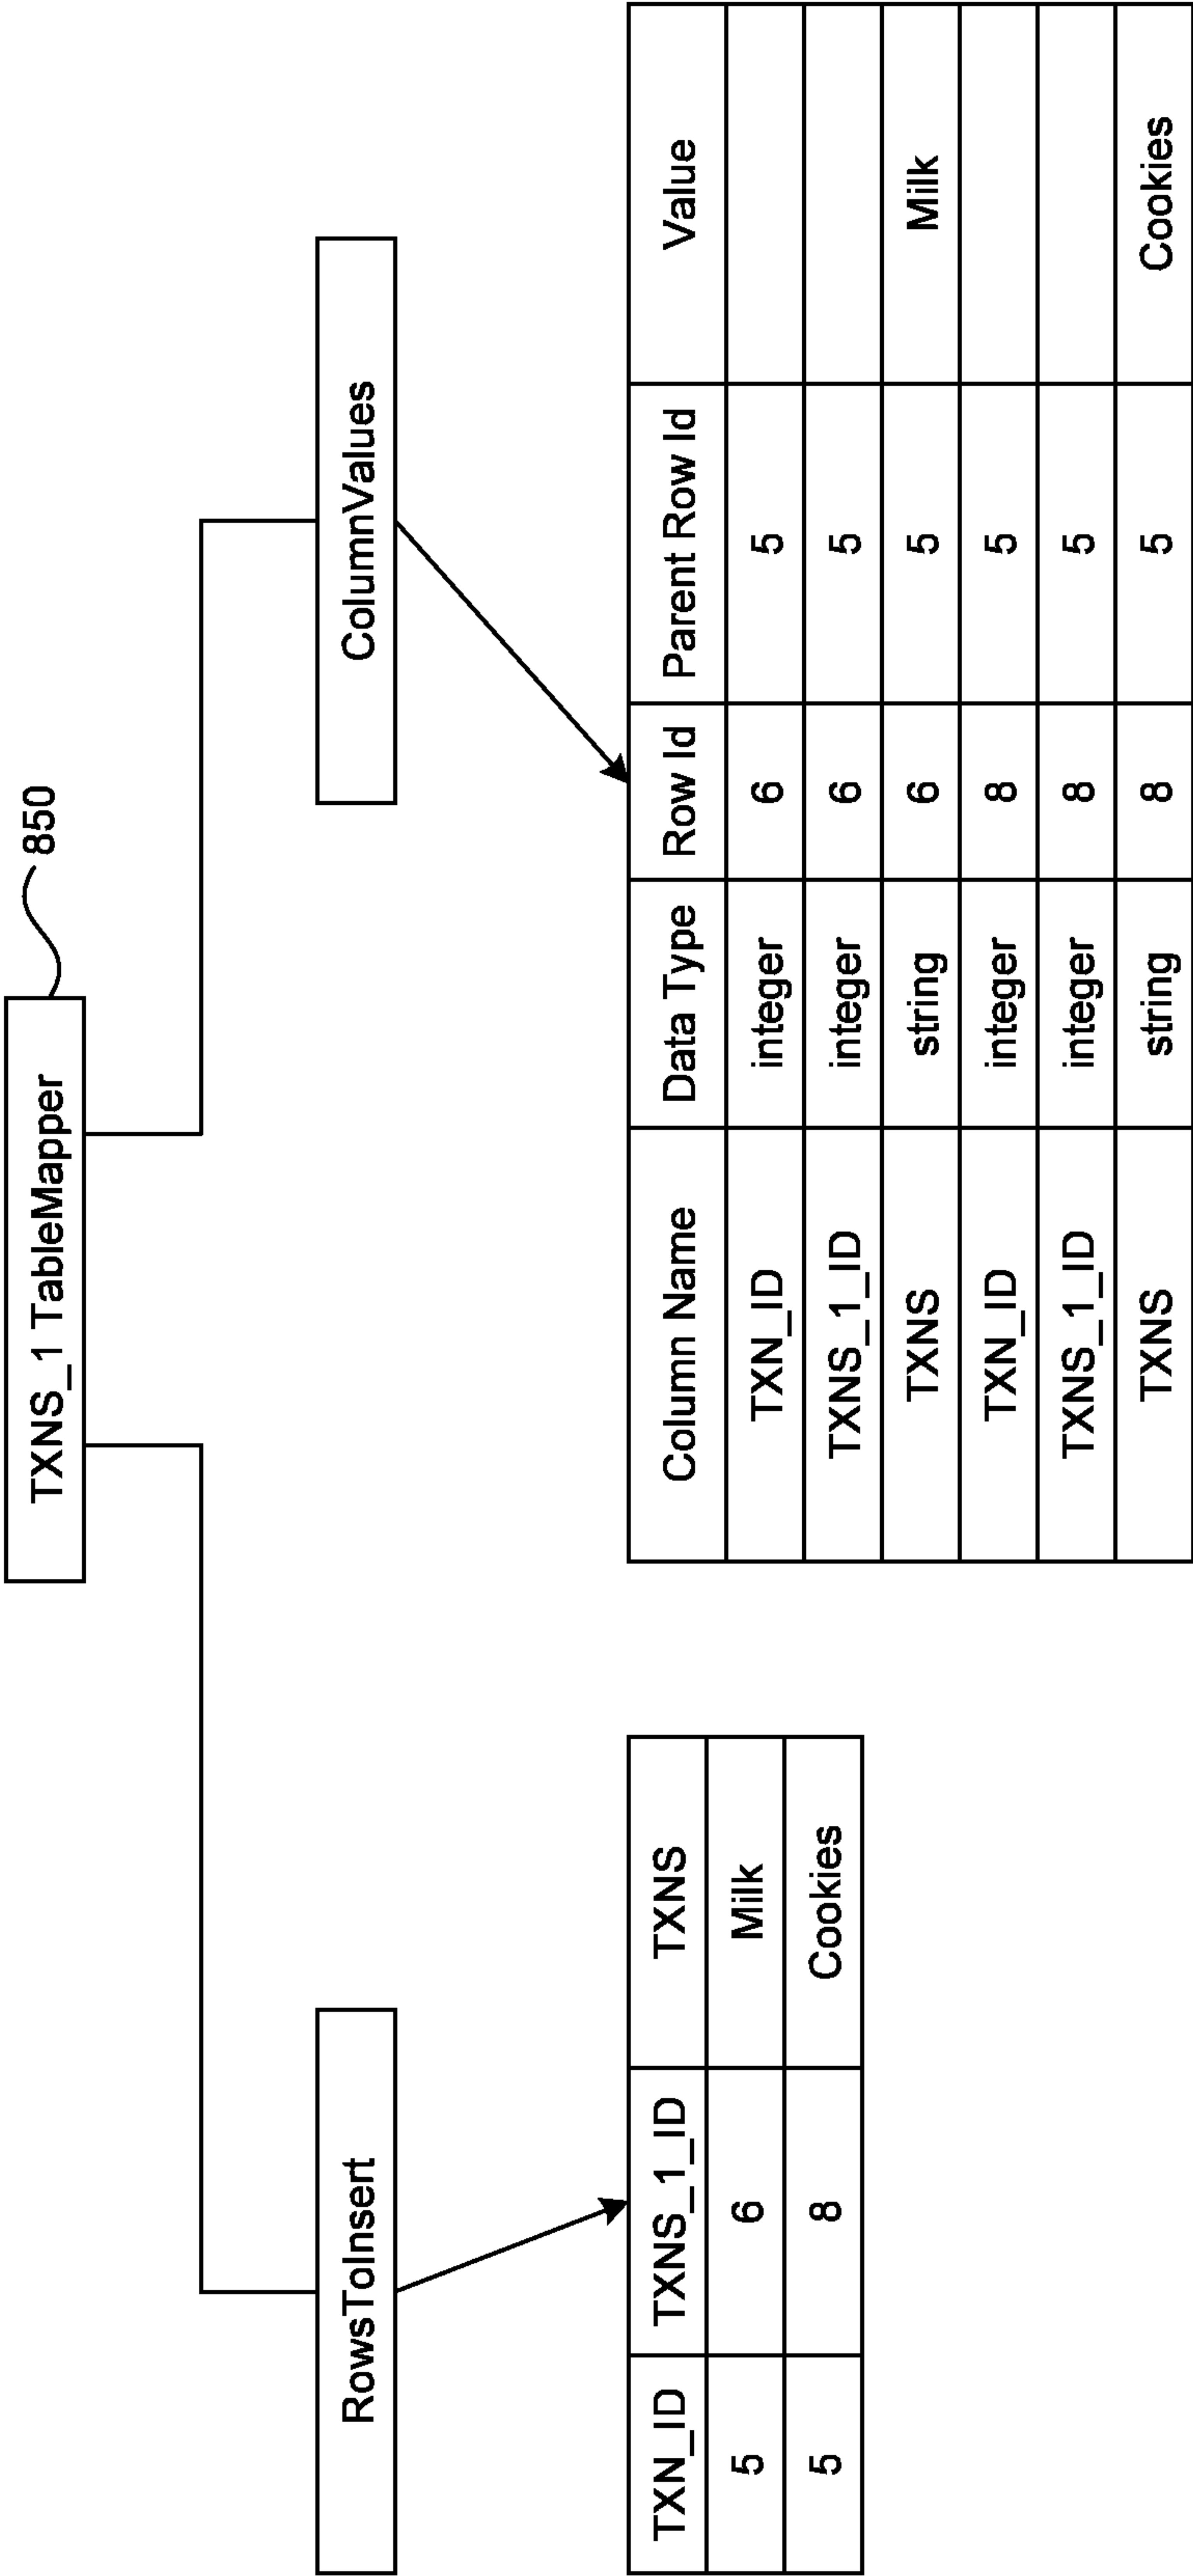 TXNS_1 TableMapper
850
RowsToInsert
ColumnValues
TXN_ID TXNS_1_ID TXNS
5 6 Milk
5 8 Cookies
Column Name Data Type Row Id Parent Row Id Value
TXN_ID integer 6 5
TXNS_1_ID integer 6 5
TXNS string 6 5 Milk
TXN_ID integer 8 5
TXNS_1_ID integer 8 5
TXNS string 8 5 Cookies